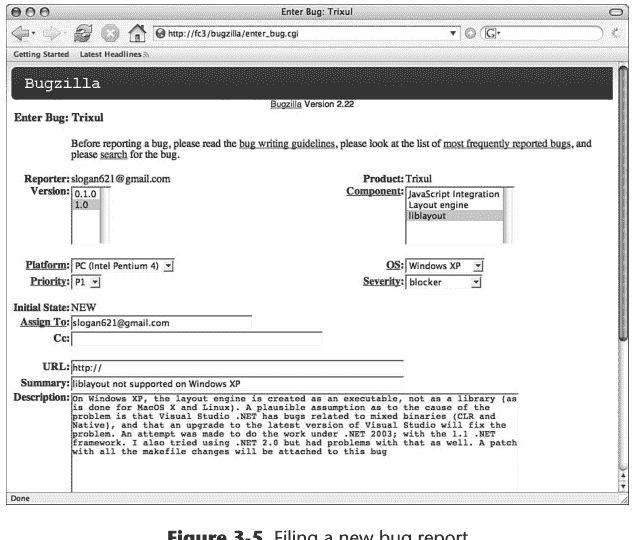 Enter Bug: Trixul
http://fc3/bugzilla/enter_bug.cgi
G
Getting Started Latest Headlines
Bugzilla
Bugzilla Version 2.22
Enter Bug: Trixul
Before reporting a bug, please read the bug writing guidelines, please look at the list of most frequently reported bugs, and
please search for the bug.
Reporter: slogan621@gmail.com Product: Trixul
Version: 0.1.0 Component: JavaScript Integration
1.0 Layout engine
liblayout
Platform: PC (Intel Pentium 4) OS: Windows XP
Priority: P1 Severity: blocker
Initial State: NEW
Assign To: slogan621@gmail.com
Cc:
URL: http://
Summary: liblayout not supported on Windows XP
Description: On Windows XP, the layout engine is created as an executable, not as a library (as
is done for MacOS X and Linux). A plausible assumption as to the cause of the
problem is that Visual Studio .NET has bugs related to mixed binaries (CLR and
Native), and that an upgrade to the latest version of Visual Studio will fix the
problem. An attempt was made to do the work under .NET 2003; with the 1.1 .NET
framework. I also tried using .NET 2.0 but had problems with that as well. A patch
with all the makefile changes will be attached to this bug
Done
Figure 3-5 Filing a new bug report